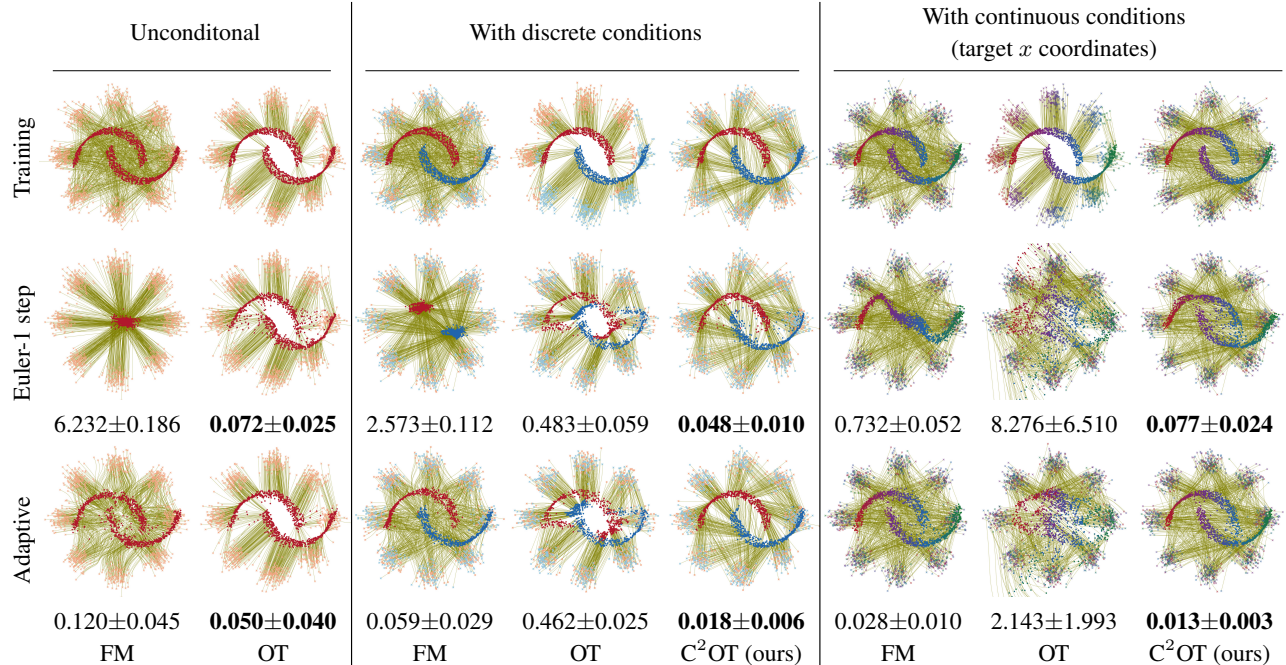 Unconditonal
With discrete conditions
With continuous conditions
(target x coordinates)
Training
Euler-1 step
6.232±0.186 0.072±0.025 2.573±0.112 0.483±0.059 0.048±0.010 0.732±0.052 8.276±6.510 0.077±0.024
Adaptive
0.120±0.045 0.050±0.040 0.059±0.029 0.462±0.025 0.018±0.006 0.028±0.010 2.143±1.993 0.013±0.003
FM OT FM OT C²OT (ours) FM OT C²OT (ours)